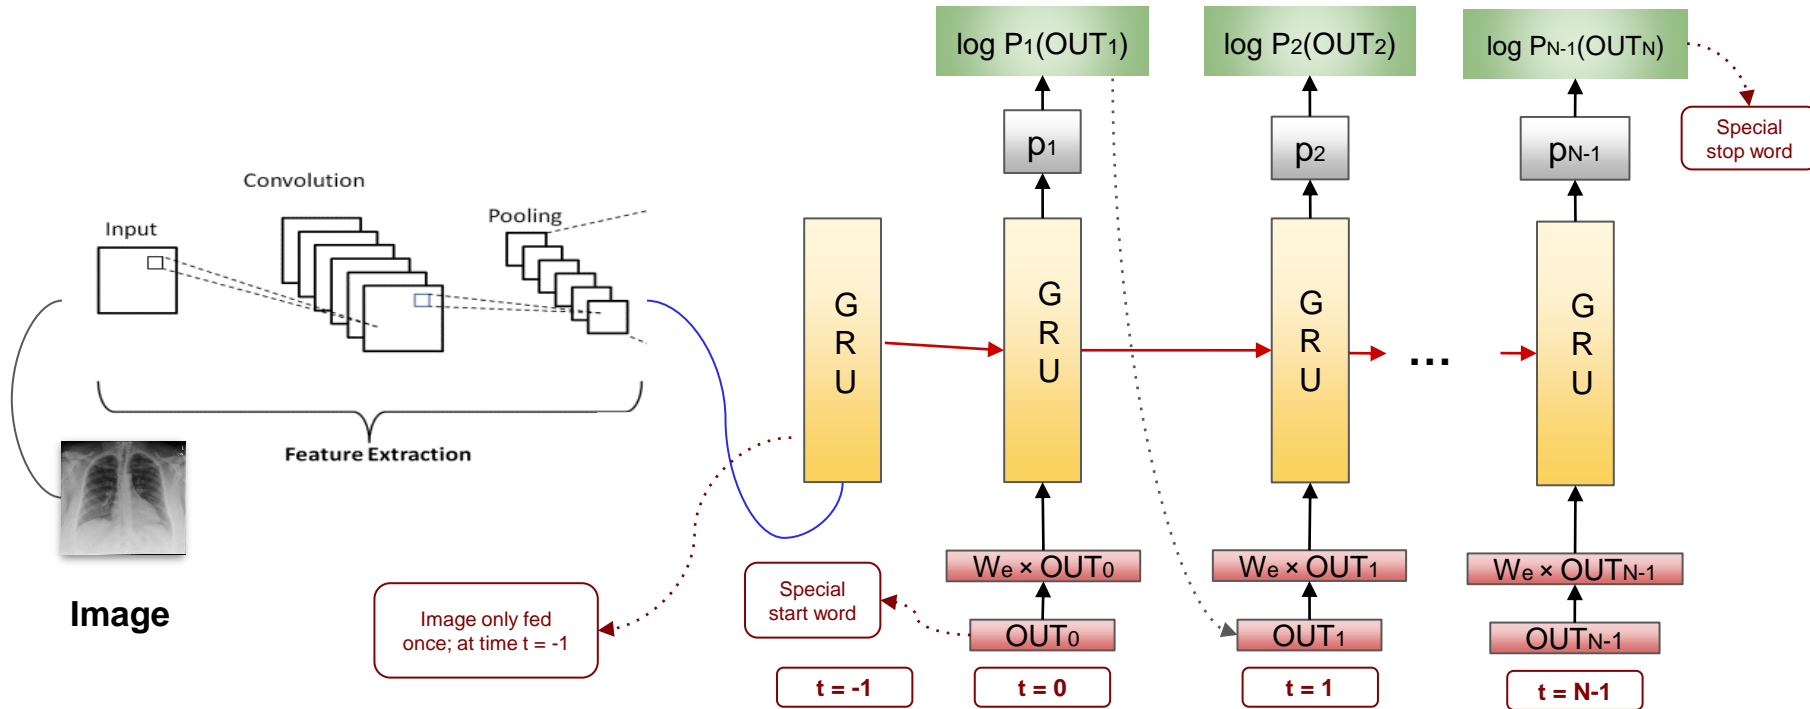 log P1(OUT1)
log P2(OUT2)
log PN-1(OUTN)
p1
p2
pN-1
Special
stop word
Convolution
Pooling
Input
G
R
U
G
R
U
G
R
U
...
G
R
U
Feature Extraction
Image
Image only fed
once; at time t = -1
Special
start word
We × OUT0
We × OUT1
We × OUTN-1
OUT0
OUT1
OUTN-1
t = -1
t = 0
t = 1
t = N-1